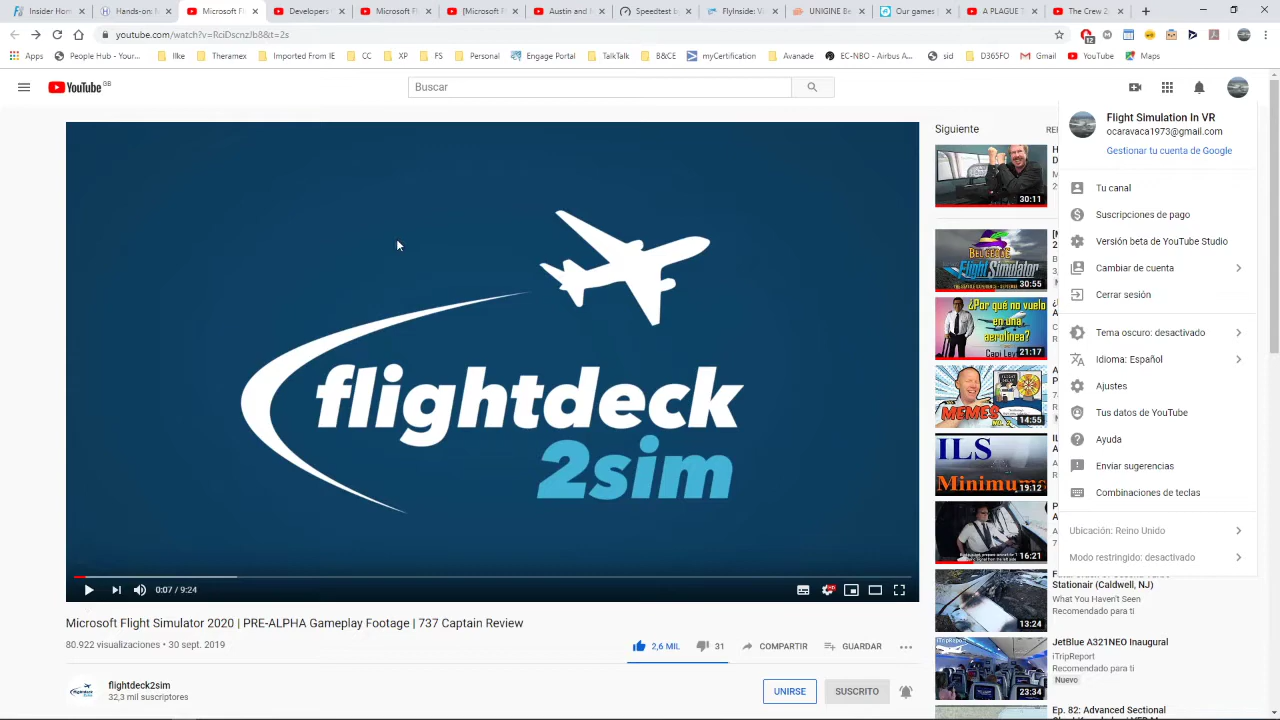 Insider Hom
Hands-on: M
Microsoft Fl
Developers
Microsoft Fl
[Microsoft F
Austin and
Speedtest b
Flyinside: V
UNIGINE Be
Our games
A PLAGUE T
The Crew 2
youtube.com/watch?v=RciDscnzJb8&t=2s
12
Apps
People Hub - Your...
Ilke
Theramex
Imported From IE
CF
XP
FS
Personal
Engage Portal
TalkTalk
B&CE
myCertification
Avanade
EC-NBO - Airbus A...
sid
D365FO
Gmail
YouTube
Maps
YouTube GB
Buscar
flightdeck
2sim
0:07 / 9:24
HD
Microsoft Flight Simulator 2020 | PRE-ALPHA Gameplay Footage | 737 Captain Review
80.922 visualizaciones • 30 sept. 2019
2,6 MIL
31
COMPARTIR
GUARDAR
flightdeck2sim
32,3 mil suscriptores
UNIRSE
SUSCRITO
Siguiente
30:11
BELGEODE
Flight Simulator
30:55
¿Por qué no vuelo
en una
aerolínea?
Capi Ley
21:17
MEMES
14:55
ILS
Minimums
19:12
16:21
13:24
iTripReport
23:34
Stationair (Caldwell, NJ)
What You Haven't Seen
Recomendado para ti
JetBlue A321NEO Inaugural
iTripReport
Recomendado para ti
Nuevo
Ep. 82: Advanced Sectional
Flight Simulation In VR
ocaravaca1973@gmail.com
Gestionar tu cuenta de Google
Tu canal
Suscripciones de pago
Versión beta de YouTube Studio
Cambiar de cuenta
Cerrar sesión
Tema oscuro: desactivado
Idioma: Español
Ajustes
Tus datos de YouTube
Ayuda
Enviar sugerencias
Combinaciones de teclas
Ubicación: Reino Unido
Modo restringido: desactivado